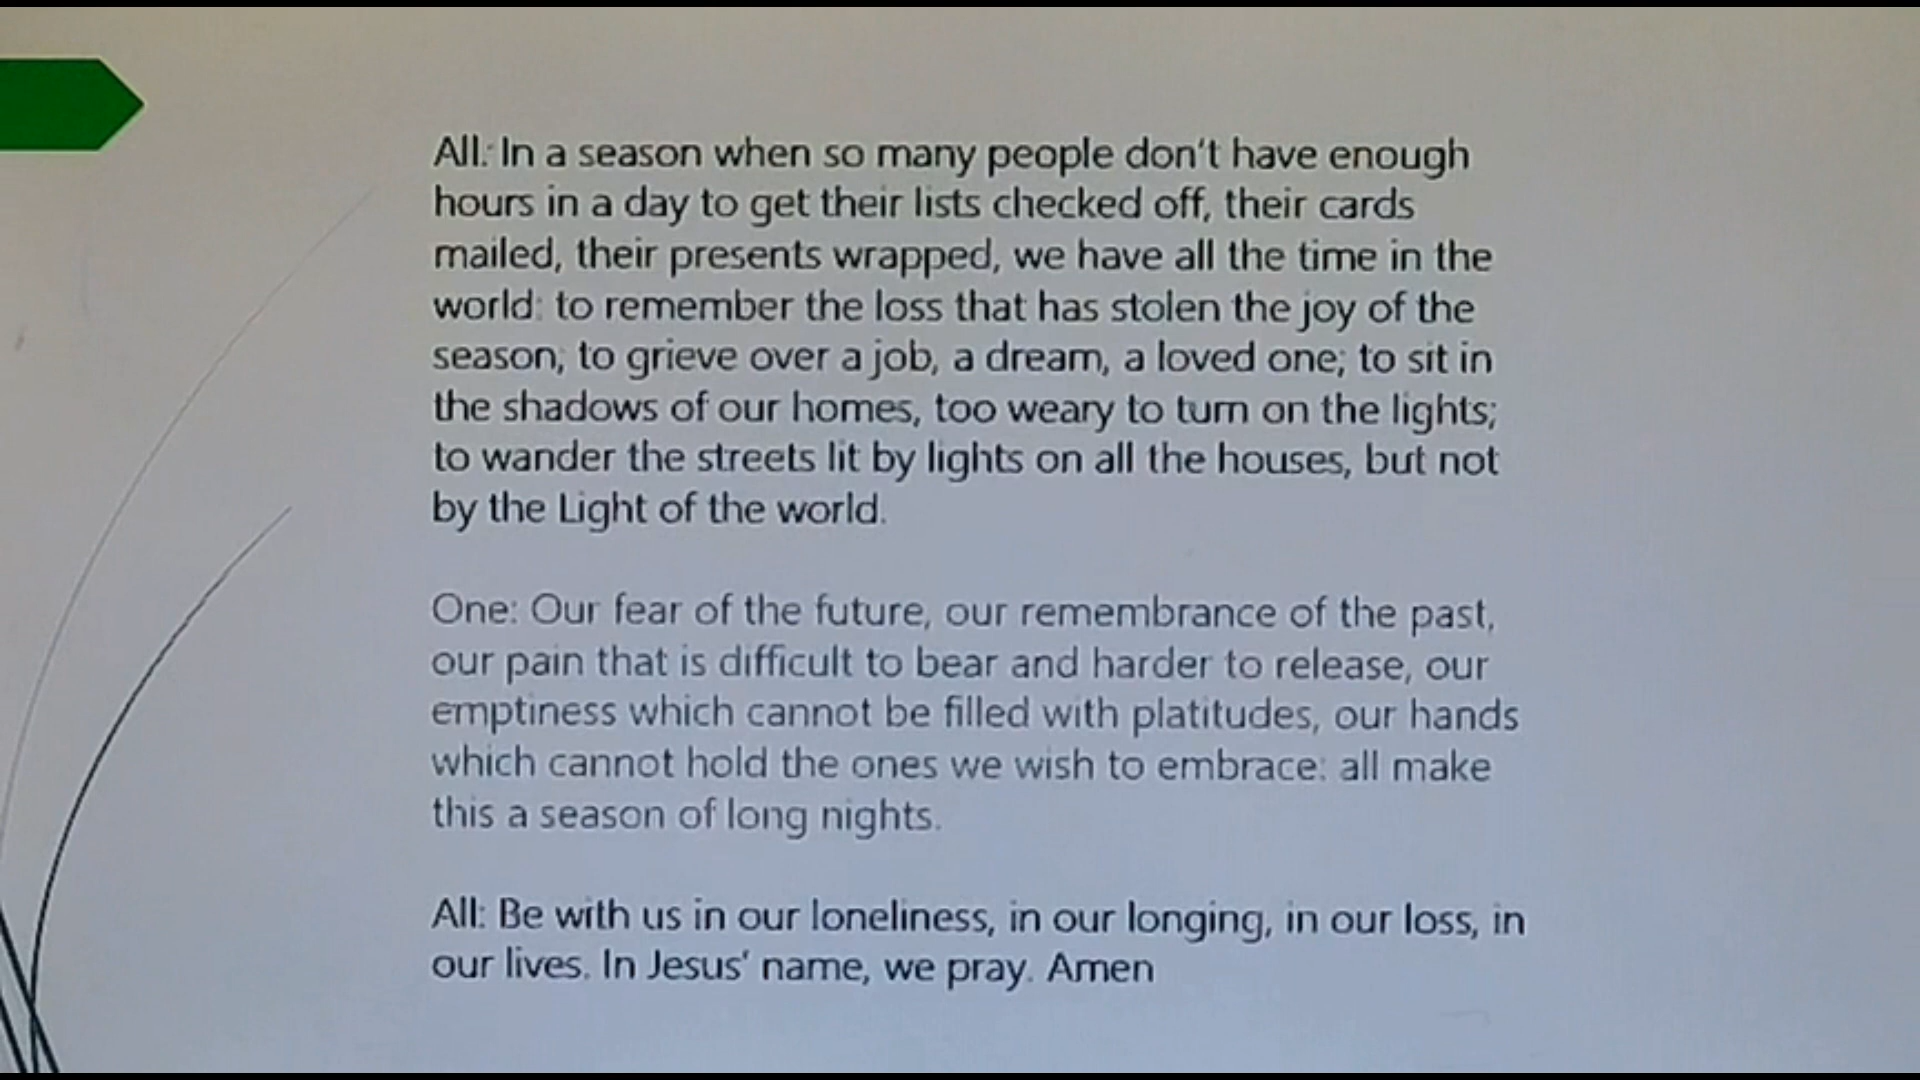 All: In a season when so many people don't have enough
hours in a day to get their lists checked off, their cards
mailed, their presents wrapped, we have all the time in the
world: to remember the loss that has stolen the joy of the
season; to grieve over a job, a dream, a loved one; to sit in
the shadows of our homes, too weary to turn on the lights;
to wander the streets lit by lights on all the houses, but not
by the Light of the world.
One: Our fear of the future, our remembrance of the past,
our pain that is difficult to bear and harder to release, our
emptiness which cannot be filled with platitudes, our hands
which cannot hold the ones we wish to embrace: all make
this a season of long nights.
All: Be with us in our loneliness, in our longing, in our loss, in
our lives. In Jesus' name, we pray. Amen